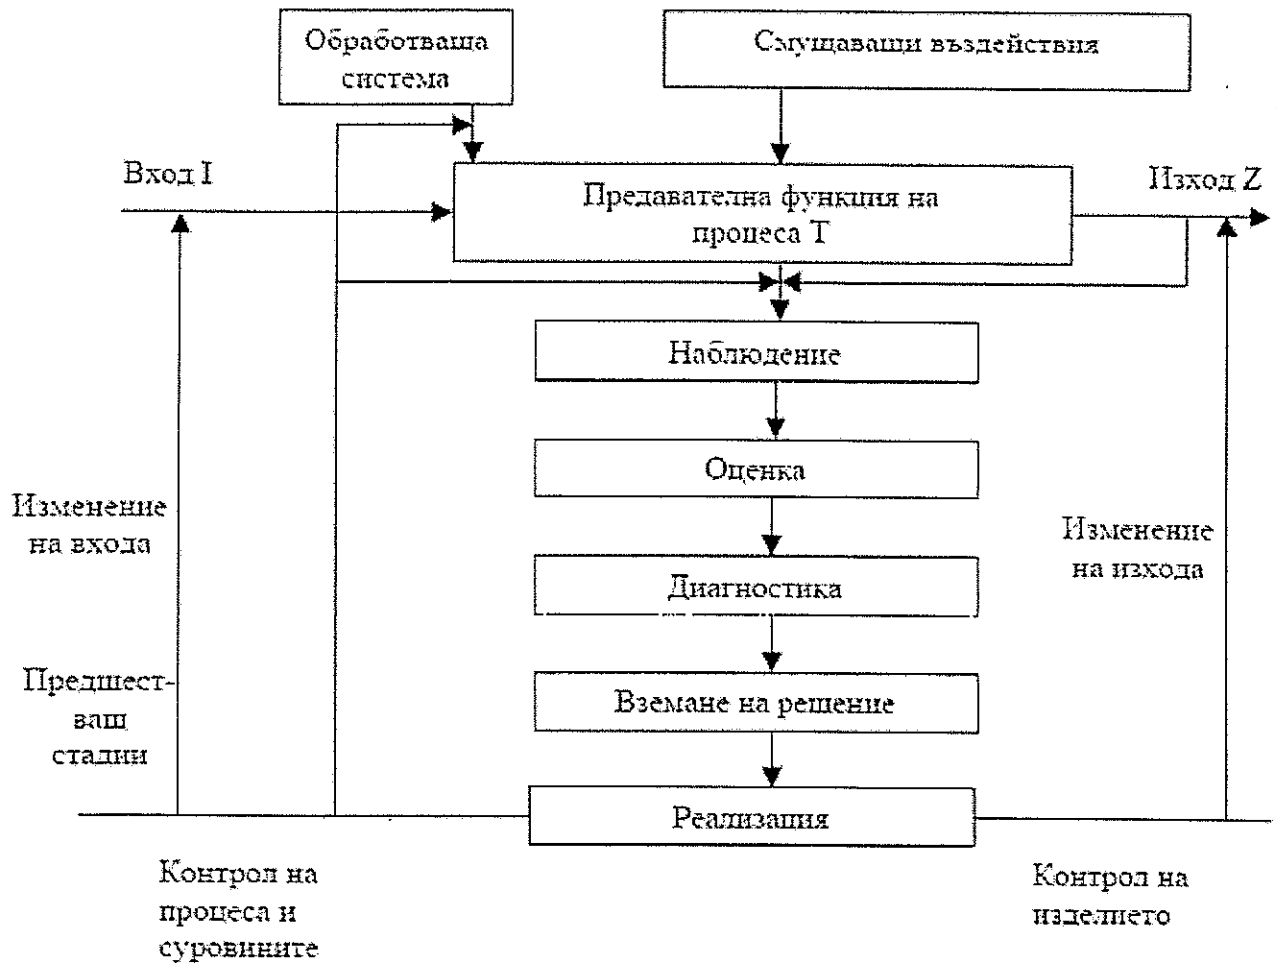 Обработваща
система
Смущаващи въздействия
Вход I
Изход Z
Предавателна функция на
процеса T
Наблюдение
Оценка
Изменение
на входа
Изменение
на изхода
Диагностика
Предшест-
ващ
стадии
Вземане на решение
Реализация
Контрол на
процеса и
суровините
Контрол на
изделието